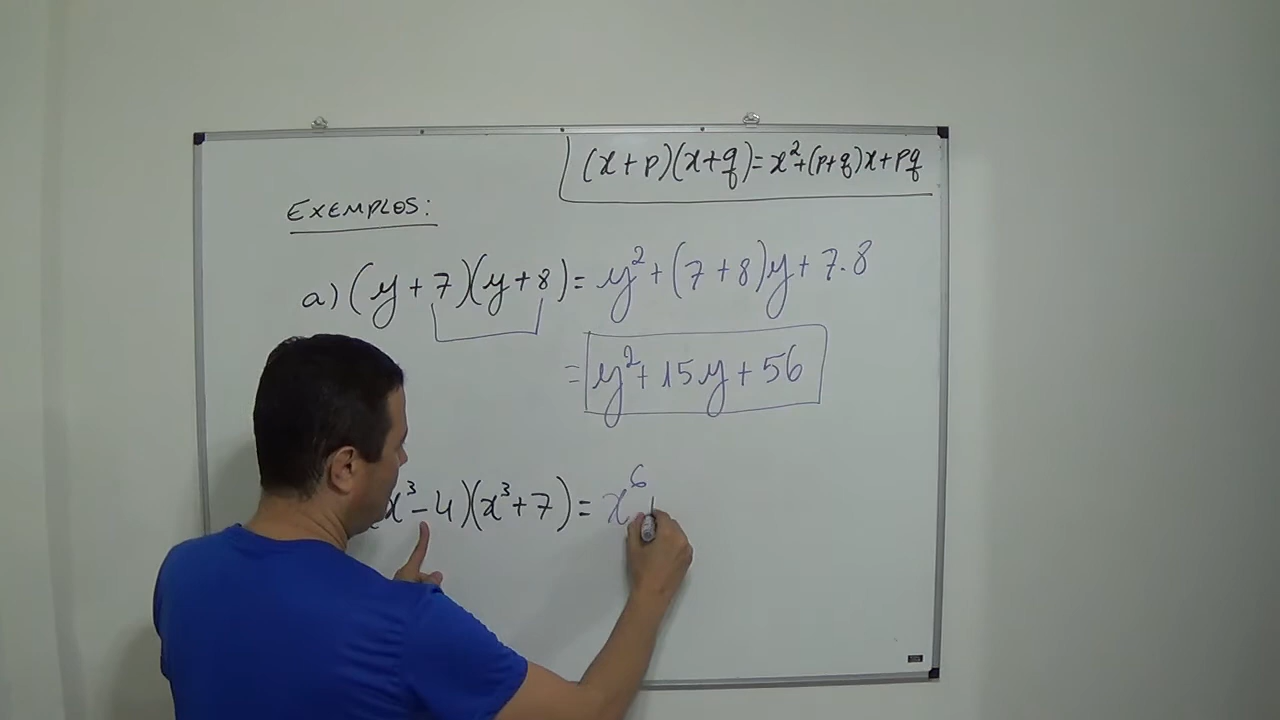 (x+p)(x+q)=x²+(p+q)x+pq
EXEMPLOS:
a) (y+7)(y+8)= y²+(7+8)y+7.8
= y²+15y+56
x³-4)(x³+7)= x⁶